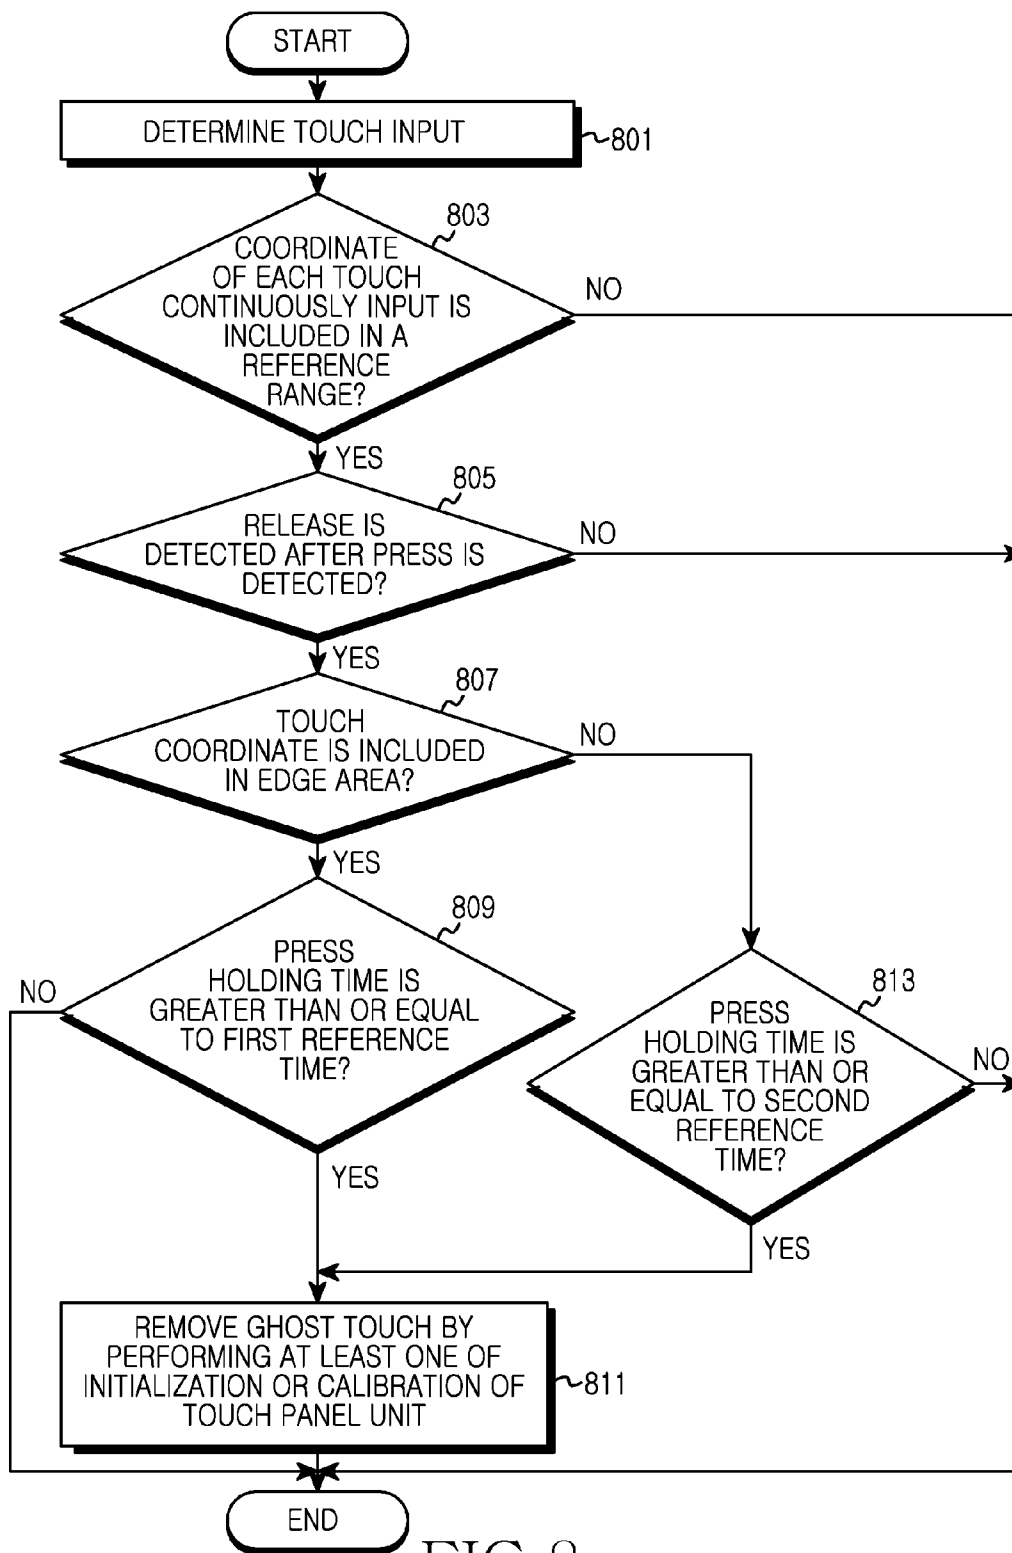 START
DETERMINE TOUCH INPUT
801
803
COORDINATE
OF EACH TOUCH
CONTINUOUSLY INPUT IS
INCLUDED IN A
REFERENCE
RANGE?
NO
YES
805
RELEASE IS
DETECTED AFTER PRESS IS
DETECTED?
NO
YES
807
TOUCH
COORDINATE IS INCLUDED
IN EDGE AREA?
NO
YES
809
PRESS
HOLDING TIME IS
GREATER THAN OR EQUAL
TO FIRST REFERENCE
TIME?
NO
YES
813
PRESS
HOLDING TIME IS
GREATER THAN OR
EQUAL TO SECOND
REFERENCE
TIME?
NO
YES
REMOVE GHOST TOUCH BY
PERFORMING AT LEAST ONE OF
INITIALIZATION OR CALIBRATION OF
TOUCH PANEL UNIT
811
END
FIG.8